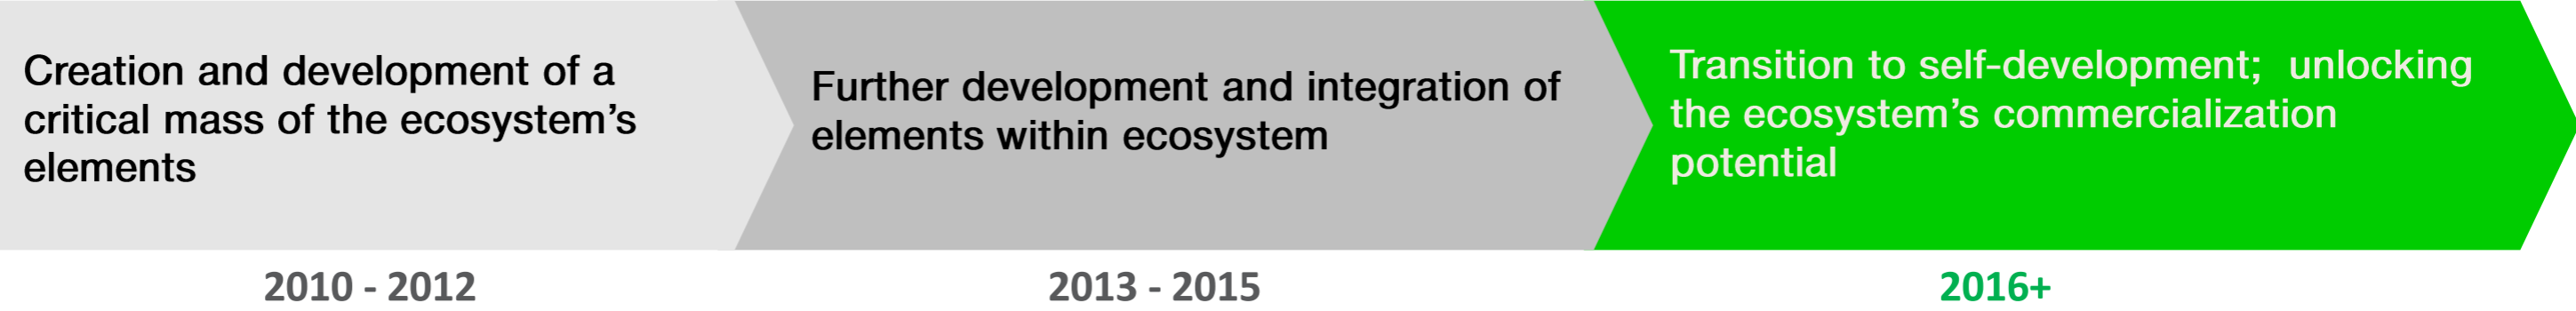 Creation and development of a
critical mass of the ecosystem’s
elements
Further development and integration of
elements within ecosystem
Transition to self-development;  unlocking
the ecosystem’s commercialization
potential
2010 - 2012
2013 - 2015
2016+